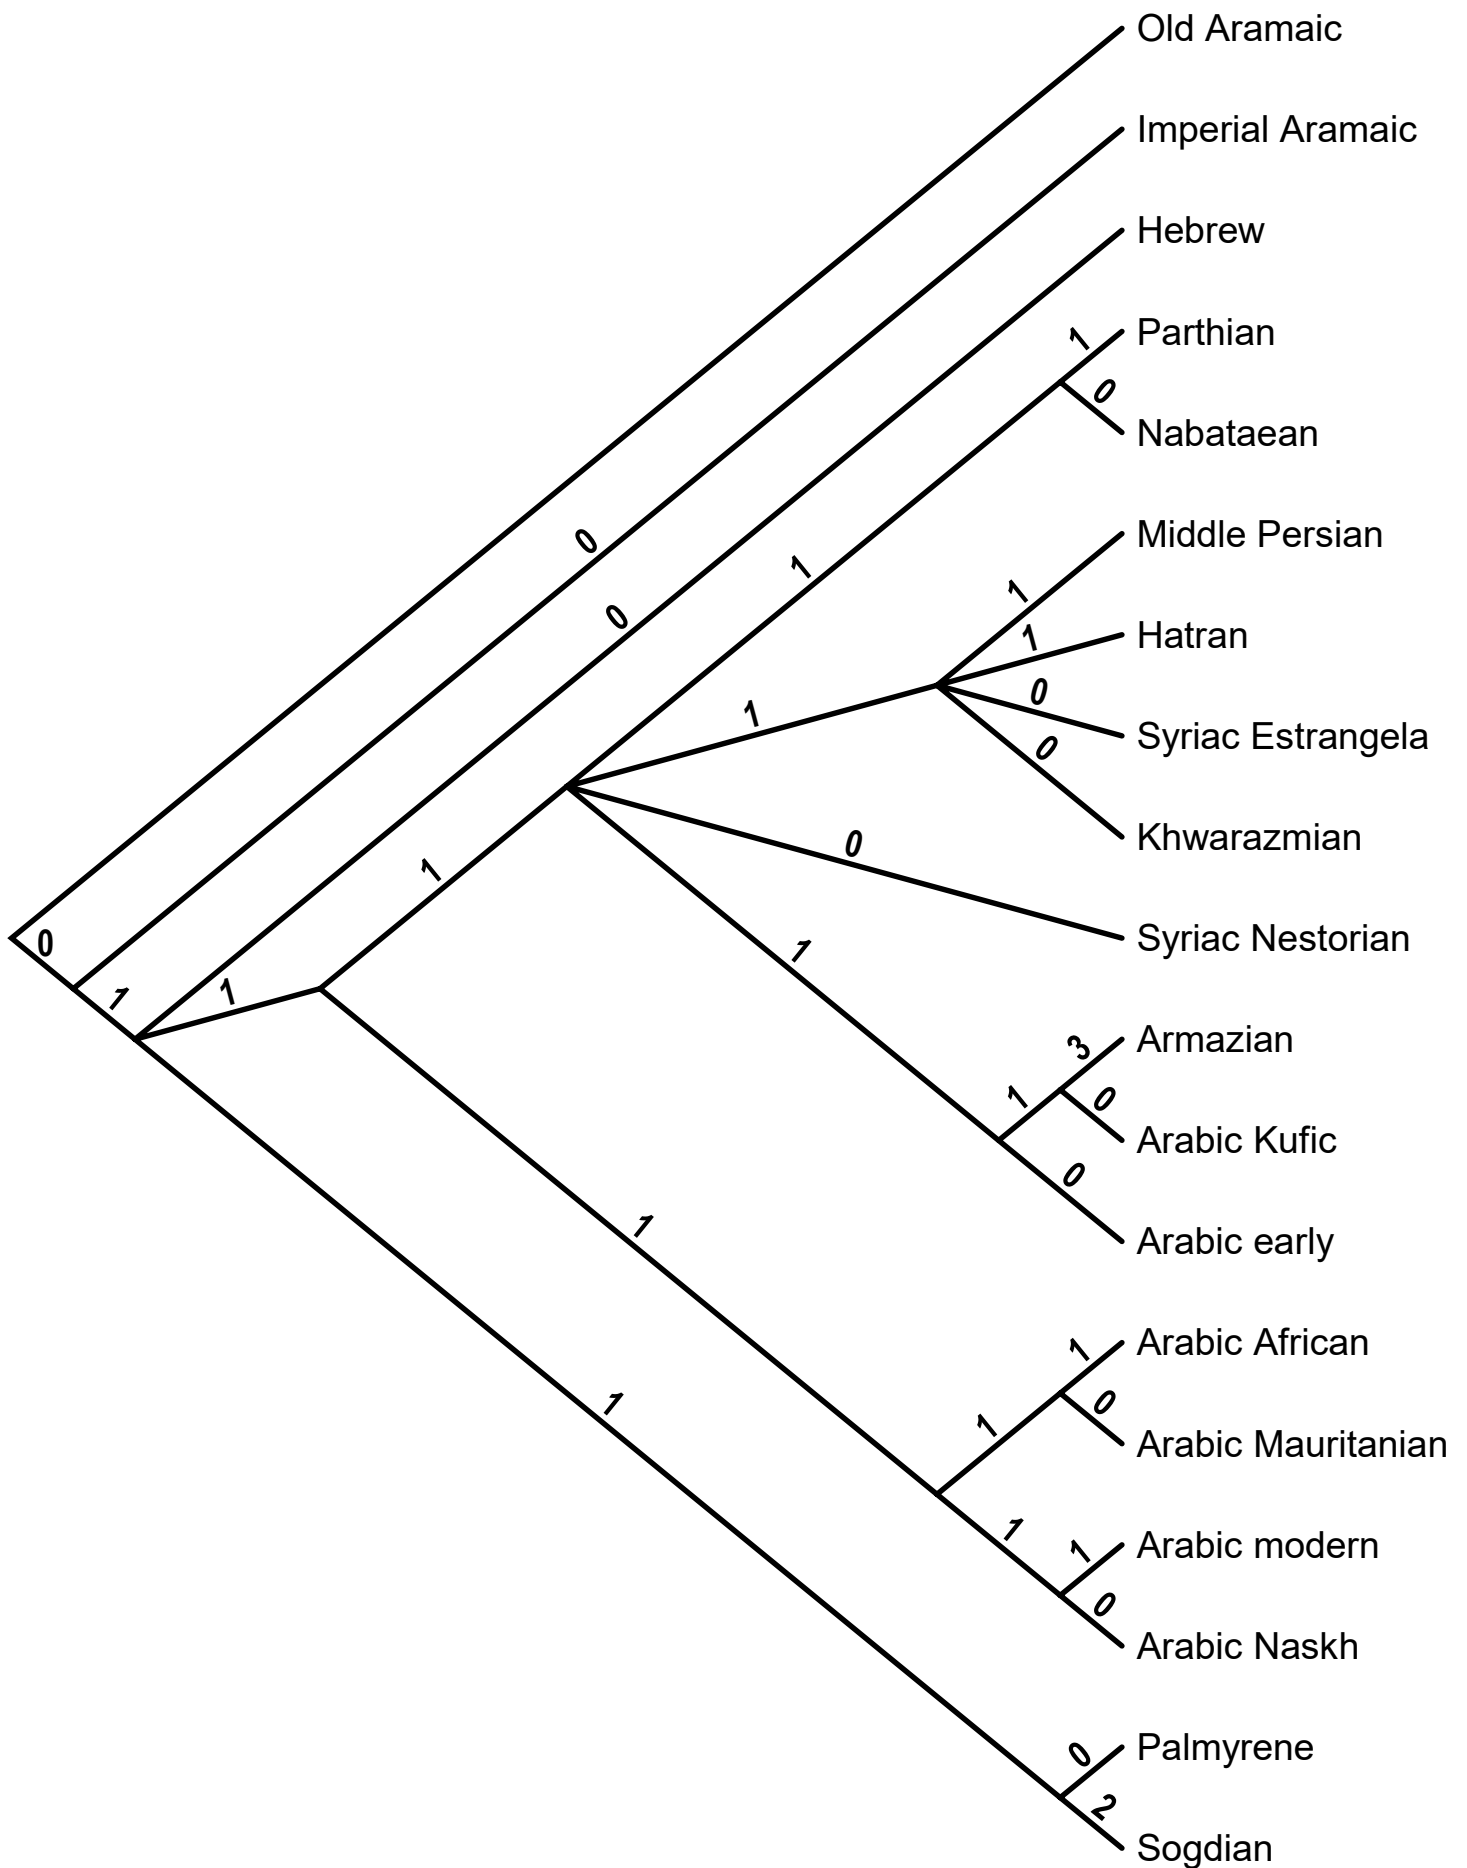 Old Aramaic
Imperial Aramaic
Hebrew
1 Parthian
0
Nabataean
0
Middle Persian
1
1
0
Hatran
1
0
1
Syriac Estrangela
0
Khwarazmian
0
1
Syriac Nestorian
0
1
1
1
Armazian
3
1
0
Arabic Kufic
0
Arabic early
1
Arabic African
1
1
0
Arabic Mauritanian
1
1
Arabic modern
1
0
Arabic Naskh
0
Palmyrene
2
Sogdian